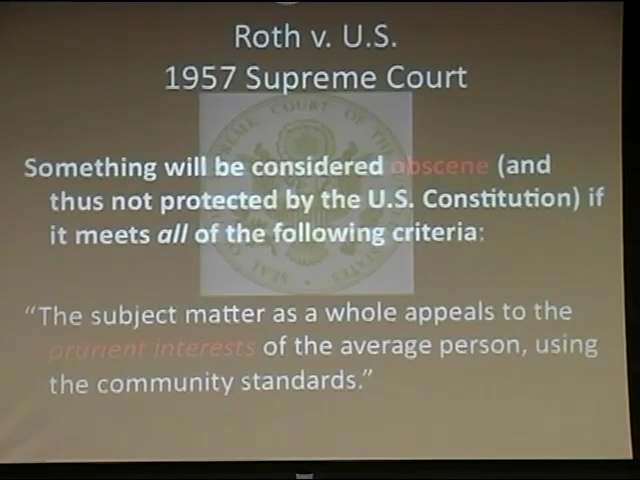 Roth v. U.S.
1957 Supreme Court
Something will be considered obscene (and
thus not protected by the U.S. Constitution) if
it meets all of the following criteria:
“The subject matter as a whole appeals to the
prurient interests of the average person, using
the community standards.”